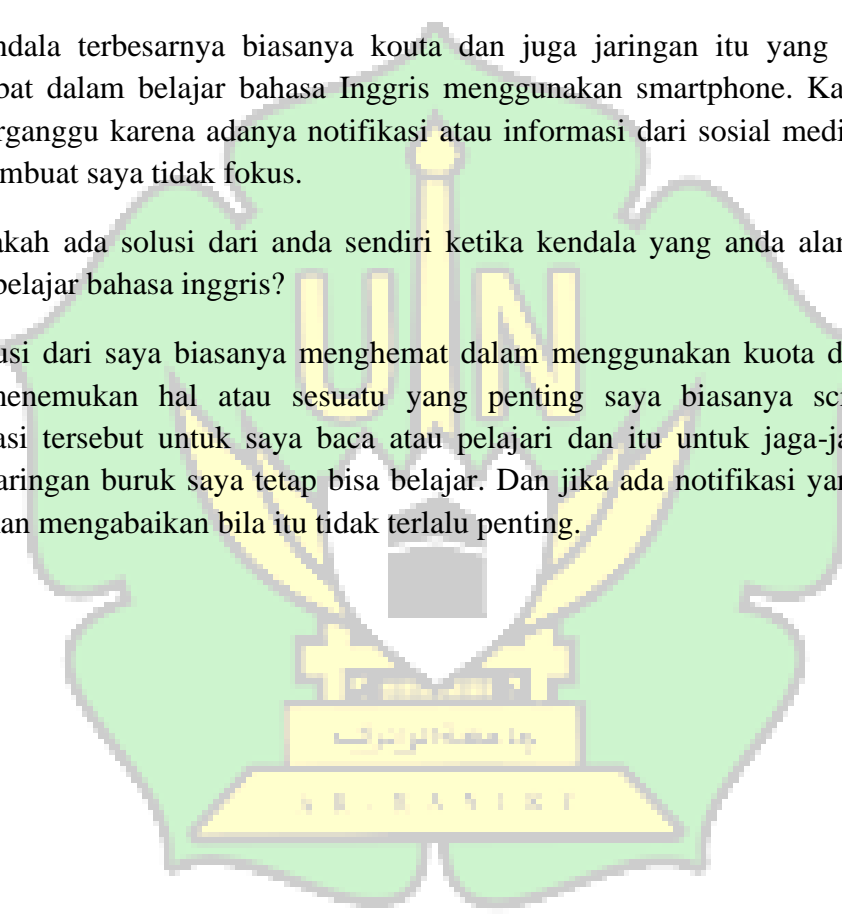 ndala terbesarnya biasanya kouta dan juga jaringan itu yang
bat dalam belajar bahasa Inggris menggunakan smartphone. Ka
rganggu karena adanya notifikasi atau informasi dari sosial medi
mbuat saya tidak fokus.
akah ada solusi dari anda sendiri ketika kendala yang anda alar
belajar bahasa inggris?
usi dari saya biasanya menghemat dalam menggunakan kuota d
nenemukan hal atau sesuatu yang penting saya biasanya scr
asi tersebut untuk saya baca atau pelajari dan itu untuk jaga-ja
aringan buruk saya tetap bisa belajar. Dan jika ada notifikasi yan
an mengabaikan bila itu tidak terlalu penting.
UIN